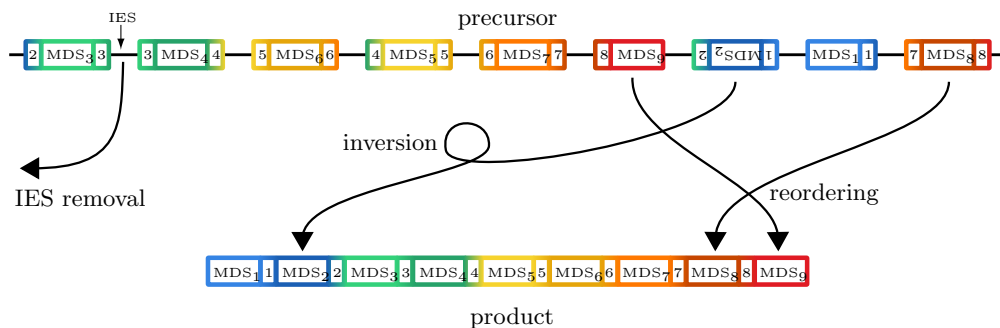 IES
precursor
2 MDS3 3 3 MDS4 4 5 MDS6 6 4 MDS5 5 6 MDS7 7 8 MDS9 2 MDS2 1 MDS1 1 7 MDS8 8
inversion
IES removal
reordering
MDS1 1 MDS2 2 MDS3 3 MDS4 4 MDS5 5 MDS6 6 MDS7 7 MDS8 8 MDS9
product